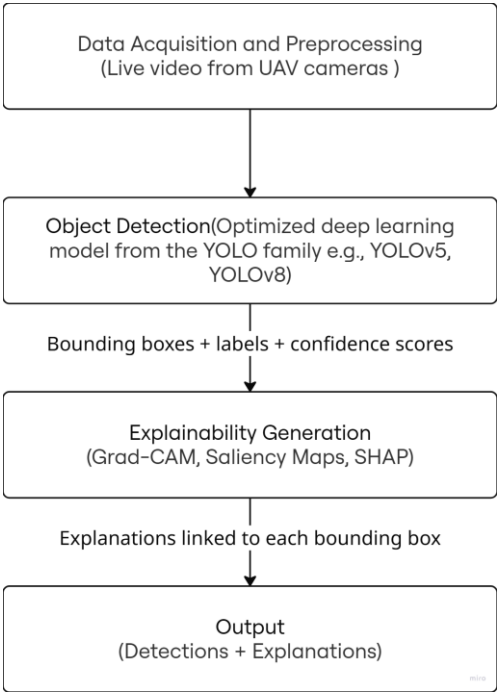 Data Acquisition and Preprocessing
(Live video from UAV cameras )
Object Detection(Optimized deep learning
model from the YOLO family e.g., YOLOv5,
YOLOv8)
Bounding boxes + labels + confidence scores
Explainability Generation
(Grad-CAM, Saliency Maps, SHAP)
Explanations linked to each bounding box
Output
(Detections + Explanations)
miro